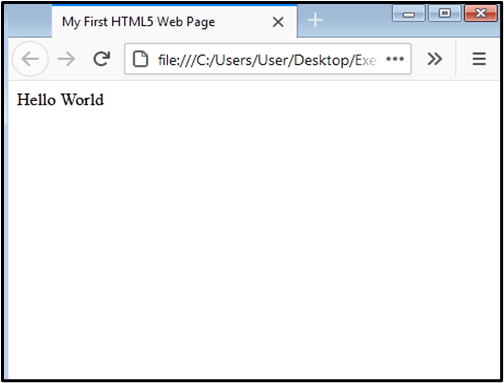 My First HTML5 Web Page
file:///C:/Users/User/Desktop/Exe
Hello World